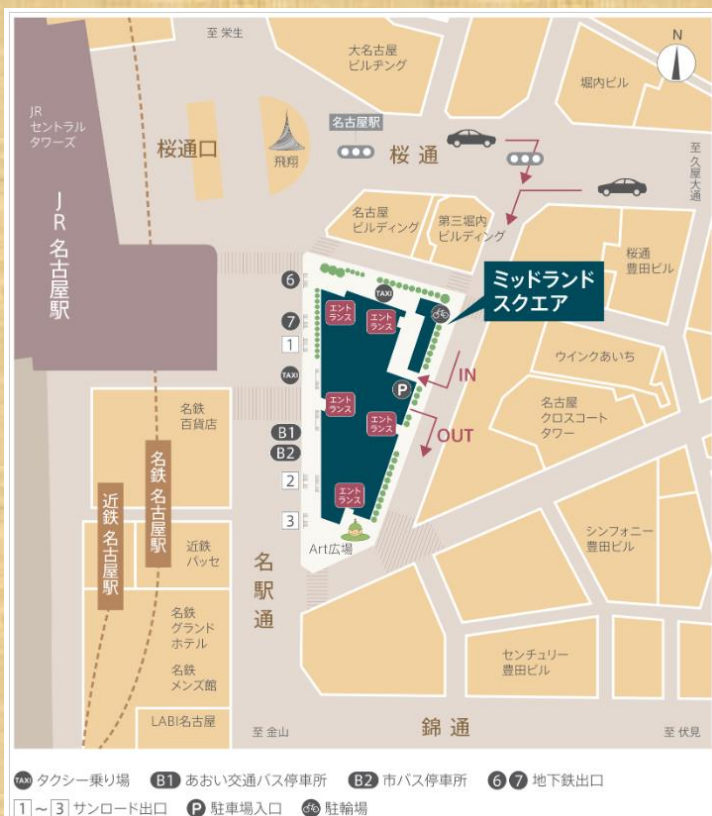 至 栄生
大名古屋
ビルヂング
N
堀内ビル
JR
セントラル
タワーズ
桜通口
飛翔
名古屋駅
桜通
至 久屋大通
JR 名古屋駅
名古屋
ビルディング
第三堀内
ビルディング
桜通
豊田ビル
ミッドランド
スクエア
6
TAXI
エント
ランス
エント
ランス
7
1
ウインクあいち
IN
TAXI
P
名鉄
百貨店
エント
ランス
エント
ランス
名古屋
クロスコート
タワー
OUT
B1
B2
名鉄 名古屋駅
近鉄 名古屋駅
2
エント
ランス
3
シンフォニー
豊田ビル
近鉄
パッセ
Art広場
名駅通
名鉄
グランド
ホテル
センチュリー
豊田ビル
名鉄
メンズ館
LABI名古屋
至 金山
錦通
至 伏見
TAXI タクシー乗り場 B1 あおい交通バス停車所 B2 市バス停車所 6 7 地下鉄出口
1 ~ 3 サンロード出口 P 駐車場入口 駐輪場